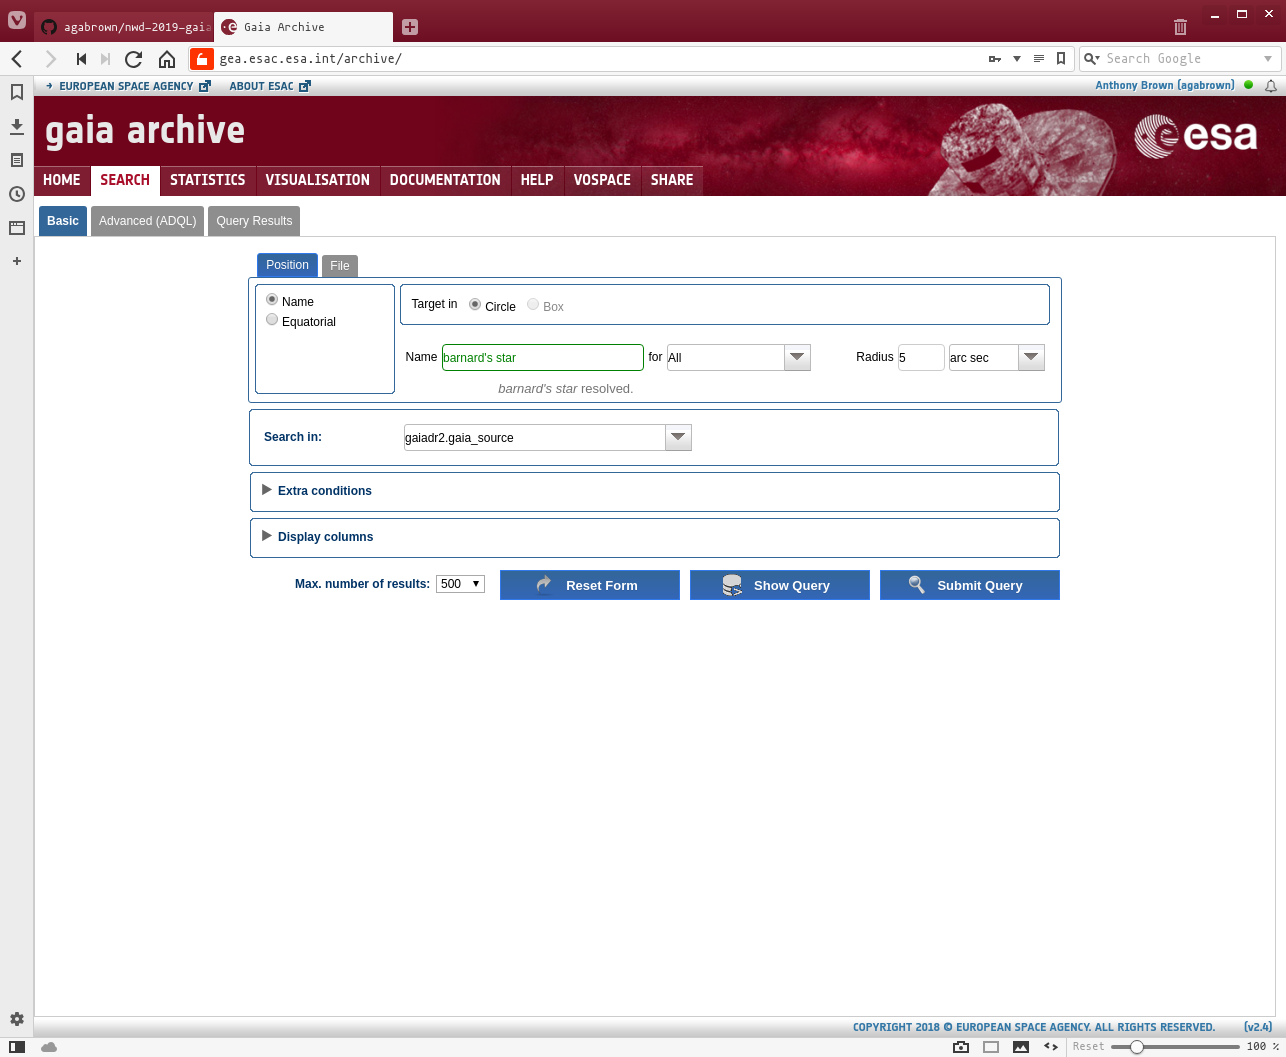 agabrown/nwd-2019-gaia
Gaia Archive
gea.esac.esa.int/archive/
Search Google
EUROPEAN SPACE AGENCY
ABOUT ESAC
Anthony Brown (agabrown)
gaia archive
esa
HOME
SEARCH
STATISTICS
VISUALISATION
DOCUMENTATION
HELP
VOSPACE
SHARE
Basic
Advanced (ADQL)
Query Results
Position
File
Name
Equatorial
Target in
Circle
Box
Name
barnard's star
for
All
Radius
5
arc sec
barnard's star resolved.
Search in:
gaiadr2.gaia_source
Extra conditions
Display columns
Max. number of results:
500
Reset Form
Show Query
Submit Query
COPYRIGHT 2018 © EUROPEAN SPACE AGENCY. ALL RIGHTS RESERVED.
(v2.4)
Reset
100 %